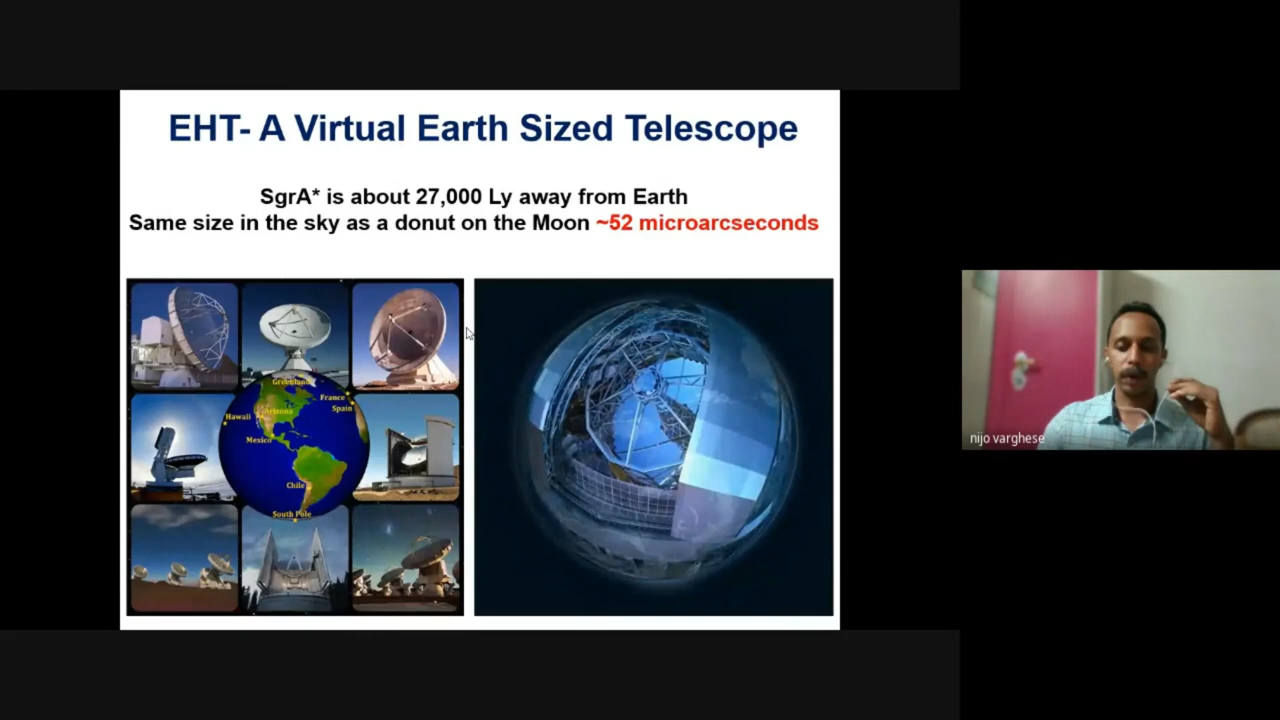 EHT- A Virtual Earth Sized Telescope
SgrA* is about 27,000 Ly away from Earth
Same size in the sky as a donut on the Moon ~52 microarcseconds
Greenland
France
Spain
Arizona
Hawaii
Mexico
Chile
South Pole
nijo varghese